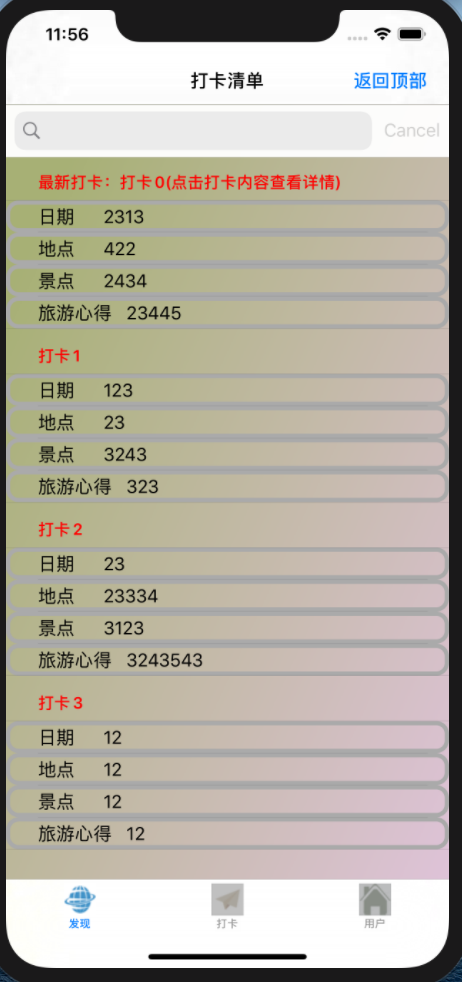 11:56
打卡清单 返回顶部
Cancel
最新打卡：打卡0(点击打卡内容查看详情)
日期 2313
地点 422
景点 2434
旅游心得 23445
打卡1
日期 123
地点 23
景点 3243
旅游心得 323
打卡2
日期 23
地点 23334
景点 3123
旅游心得 3243543
打卡3
日期 12
地点 12
景点 12
旅游心得 12
发现 打卡 用户